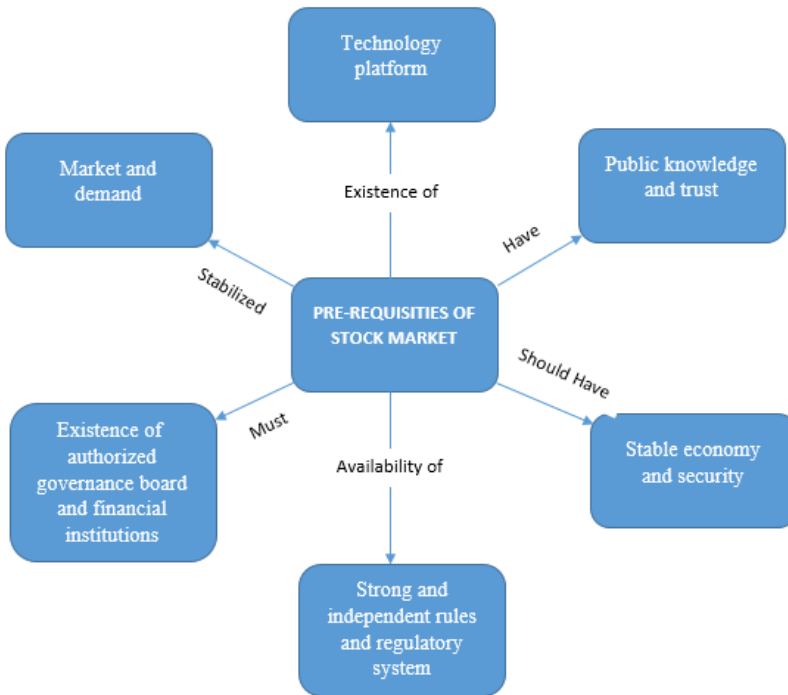 Technology
platform
Market and
demand
Public knowledge
and trust
Existence of
Have
Stabilized
PRE-REQUISITIES OF
STOCK MARKET
Should Have
Must
Availability of
Existence of
authorized
governance board
and financial
institutions
Stable economy
and security
Strong and
independent rules
and regulatory
system